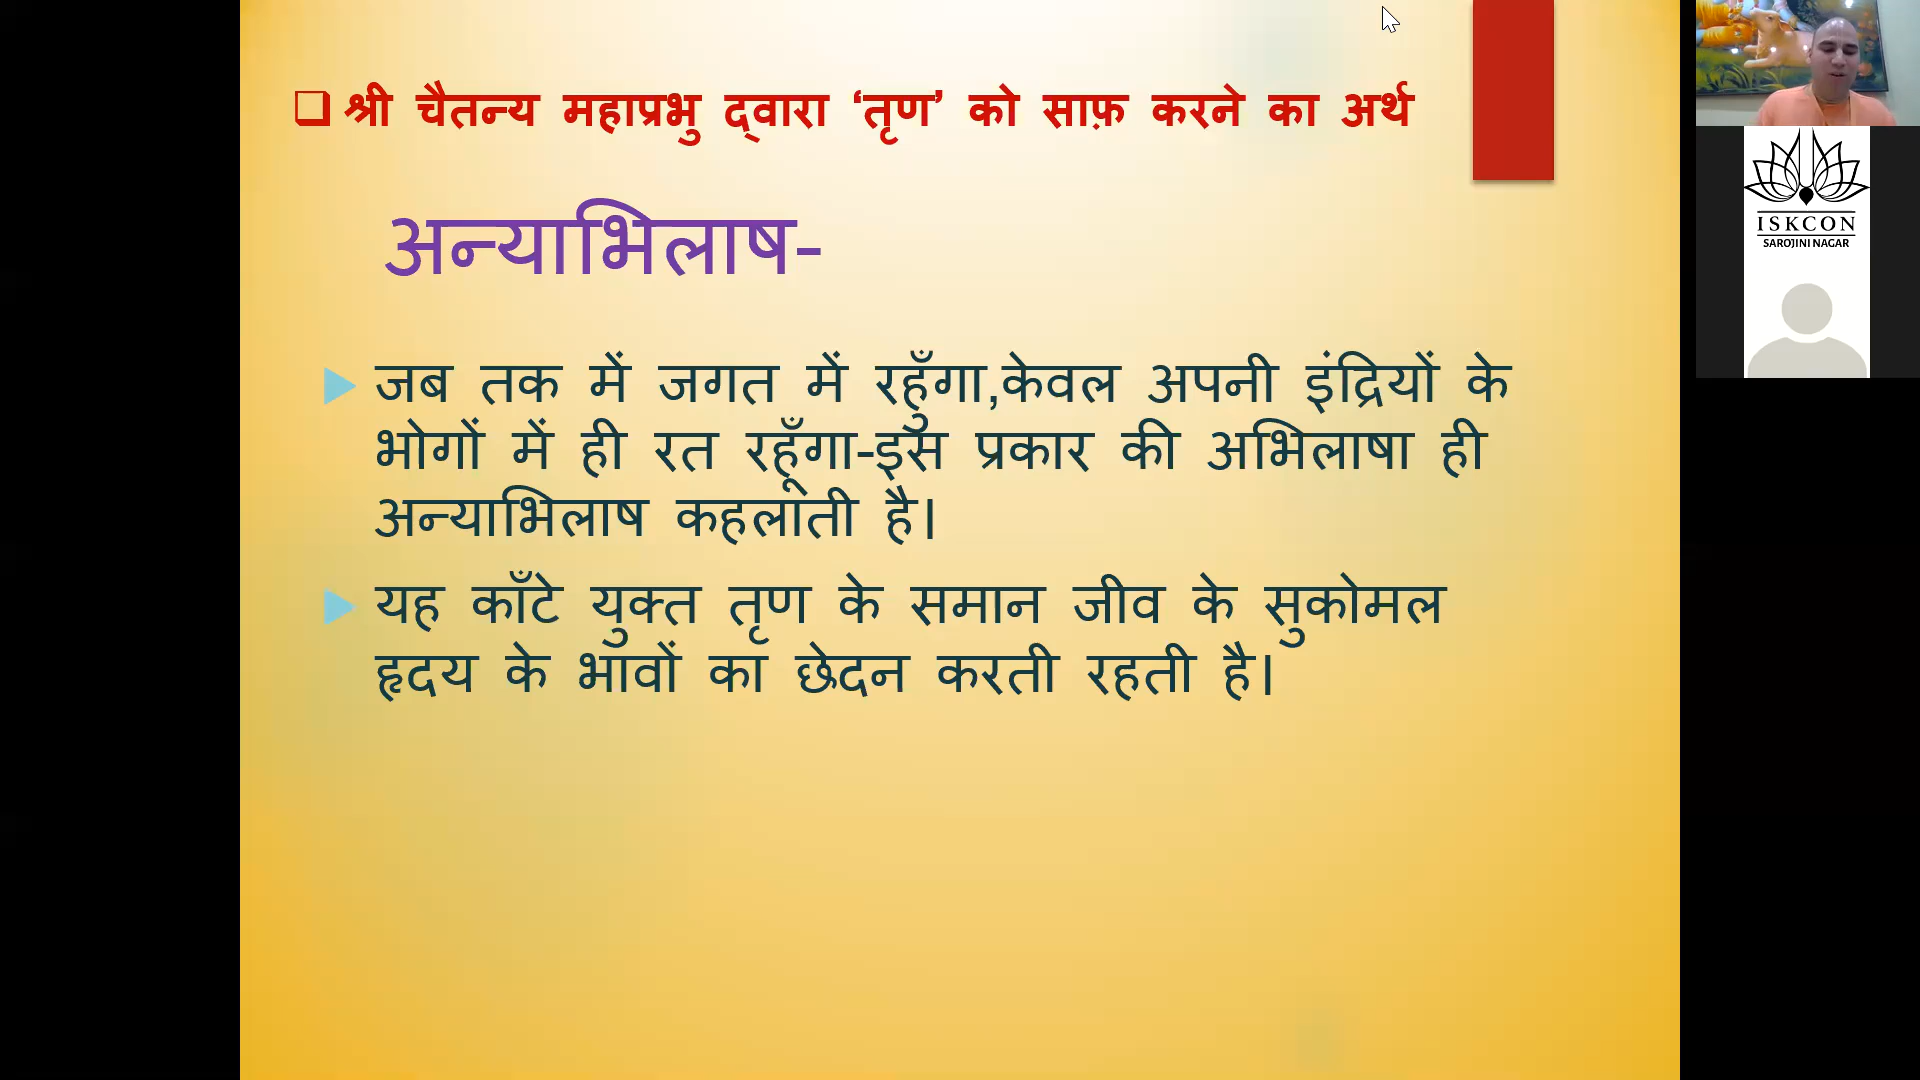 श्री चैतन्य महाप्रभु द्वारा ‘तृण’ को साफ़ करने का अर्थ
अन्याभिलाष-
जब तक में जगत में रहुँगा,केवल अपनी इंद्रियों के
भोगों में ही रत रहूँगा-इस प्रकार की अभिलाषा ही
अन्याभिलाष कहलाती है।
यह काँटे युक्त तृण के समान जीव के सुकोमल
हृदय के भावों का छेदन करती रहती है।
ISKCON
SAROJINI NAGAR